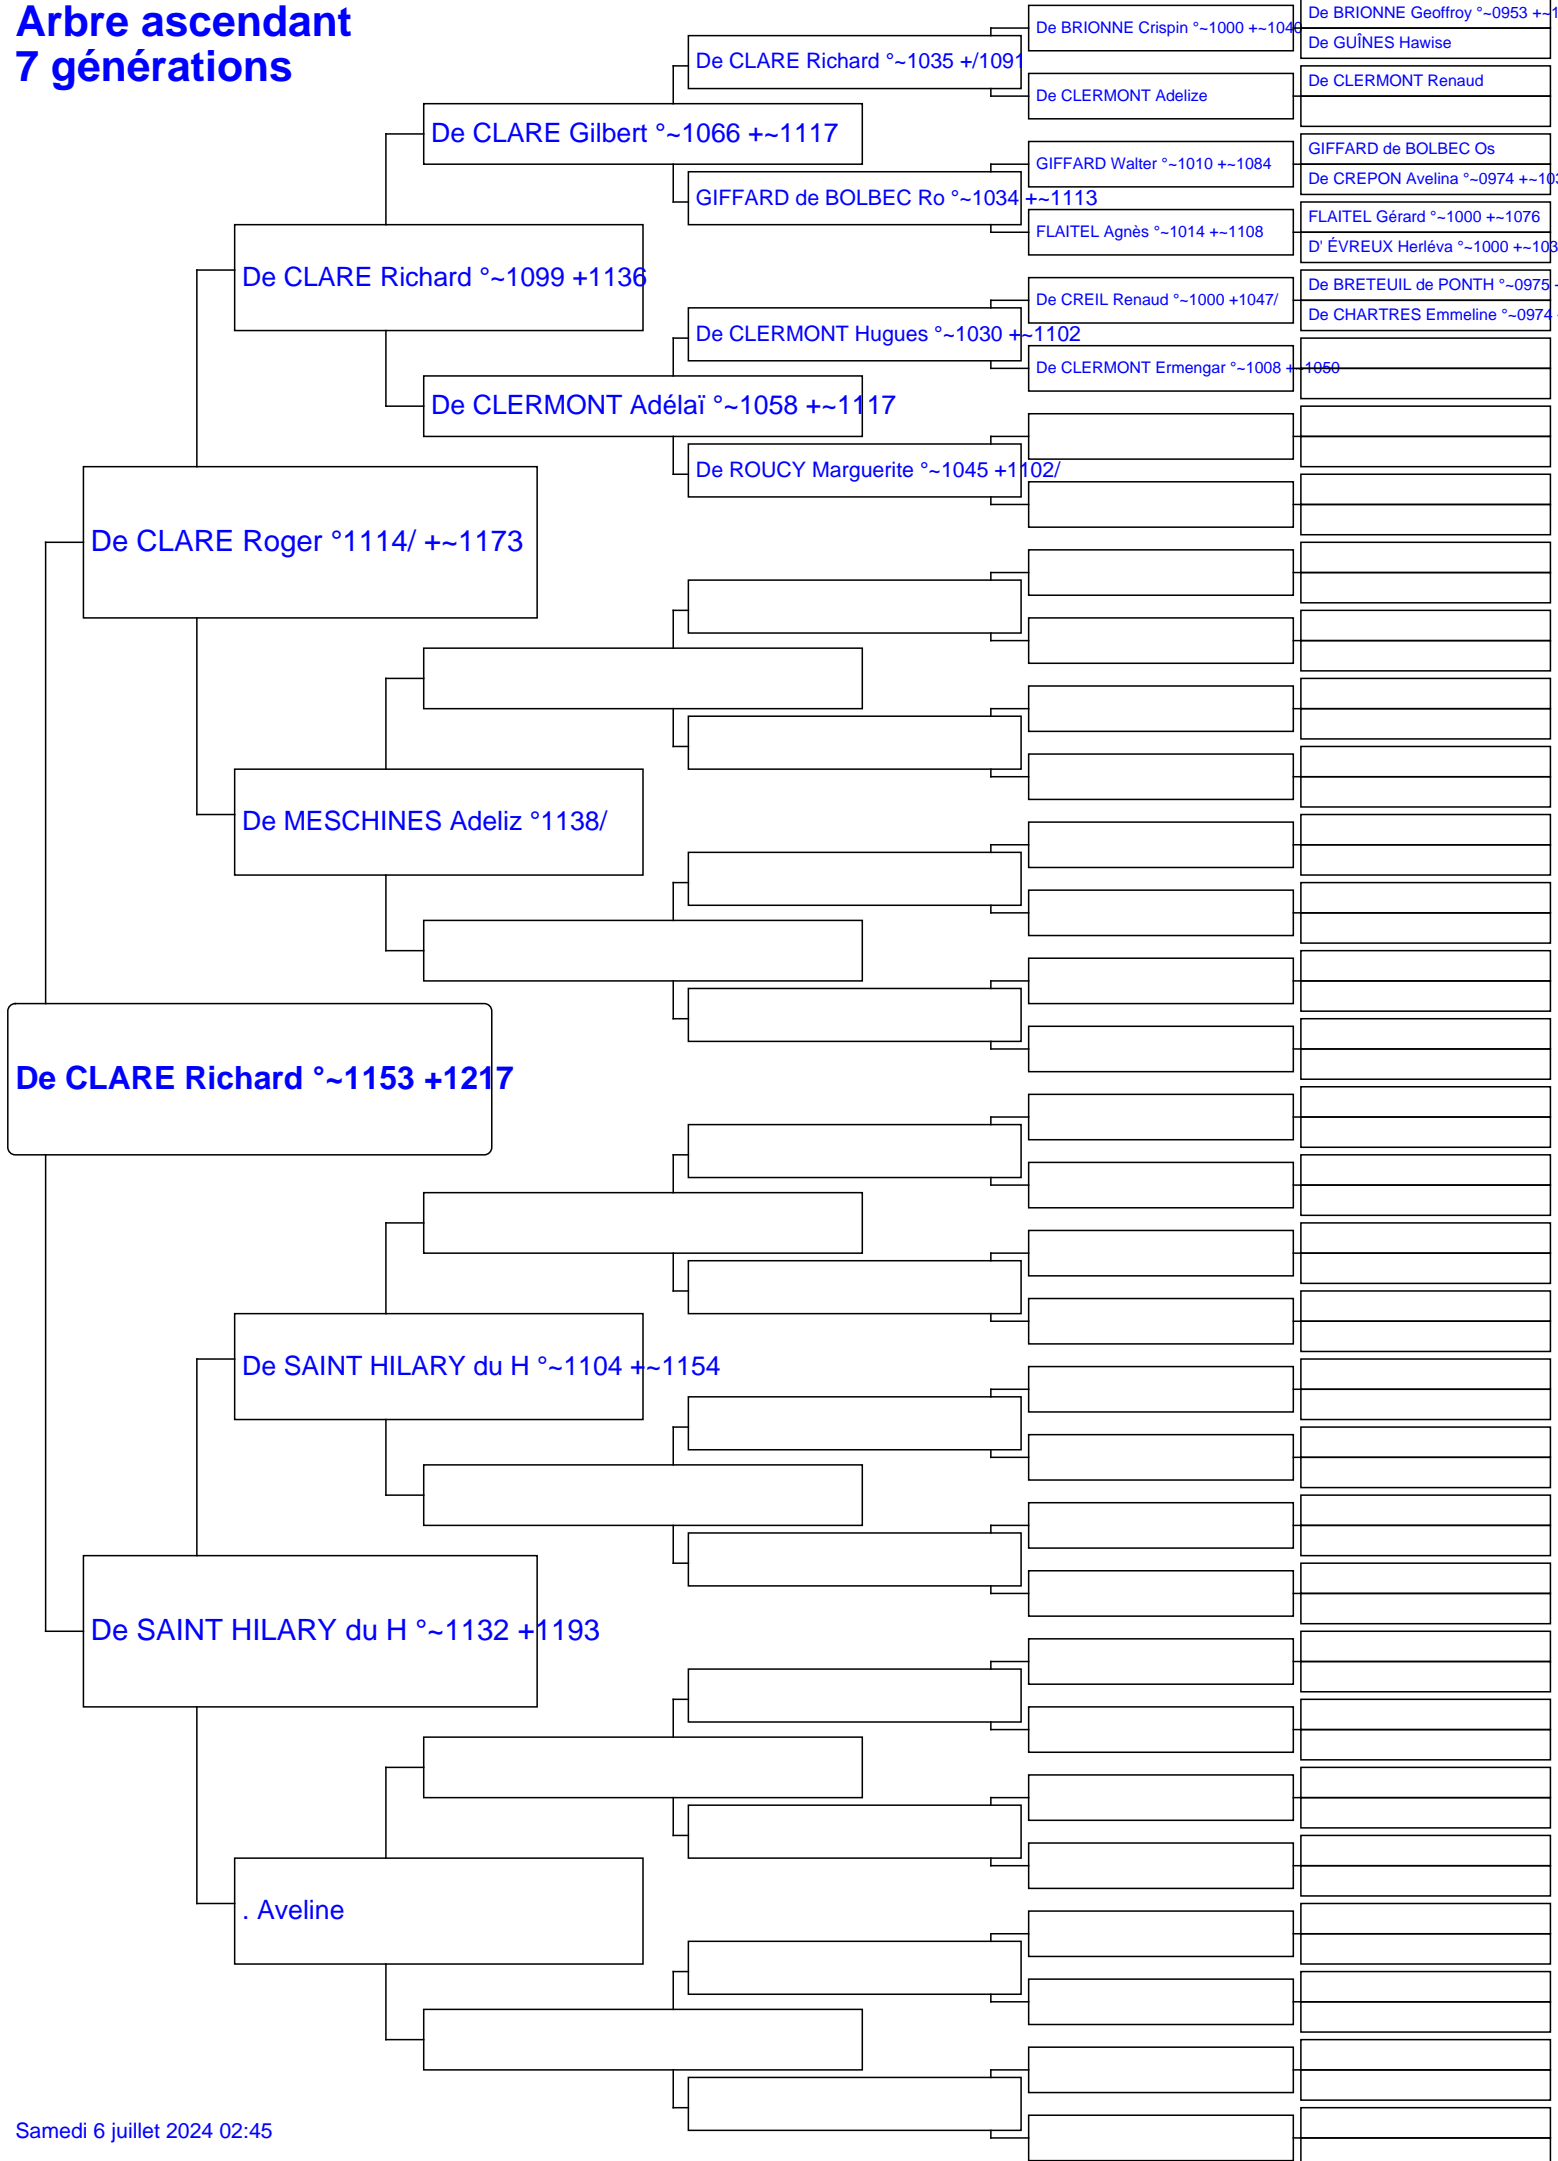 Arbre ascendant
7 générations
De BRIONNE Geoffroy °~0953 +~1
De BRIONNE Crispin °~1000 +~1040
De GUÎNES Hawise
De CLARE Richard °~1035 +/1091
De CLERMONT Renaud
De CLERMONT Adelize
De CLARE Gilbert °~1066 +~1117
GIFFARD de BOLBEC Os
GIFFARD Walter °~1010 +~1084
De CREPON Avelina °~0974 +~103
GIFFARD de BOLBEC Ro °~1034 +~1113
FLAITEL Gérard °~1000 +~1076
FLAITEL Agnès °~1014 +~1108
D' ÉVREUX Herléva °~1000 +~103
De CLARE Richard °~1099 +1136
De BRETEUIL de PONTH °~0975 +
De CREIL Renaud °~1000 +1047/
De CHARTRES Emmeline °~0974
De CLERMONT Hugues °~1030 +~1102
De CLERMONT Ermengar °~1008 +~1050
De CLERMONT Adélaï °~1058 +~1117
De ROUCY Marguerite °~1045 +1102/
De CLARE Roger °1114/ +~1173
De MESCHINES Adeliz °1138/
De CLARE Richard °~1153 +1217
De SAINT HILARY du H °~1104 +~1154
De SAINT HILARY du H °~1132 +1193
. Aveline
Samedi 6 juillet 2024 02:45